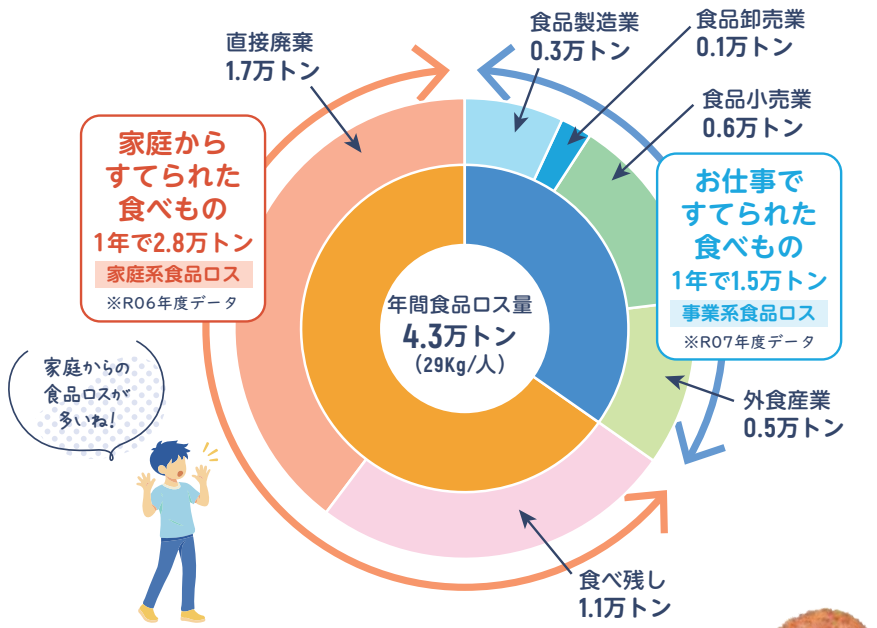 直接廃棄
1.7万トン
食品製造業
0.3万トン
食品卸売業
0.1万トン
食品小売業
0.6万トン
家庭から
すてられた
食べもの
1年で2.8万トン
家庭系食品ロス
※R06年度データ
お仕事で
すてられた
食べもの
1年で1.5万トン
事業系食品ロス
※R07年度データ
年間食品ロス量
4.3万トン
(29Kg/人)
家庭からの
食品ロスが
多いね!
外食産業
0.5万トン
食べ残し
1.1万トン